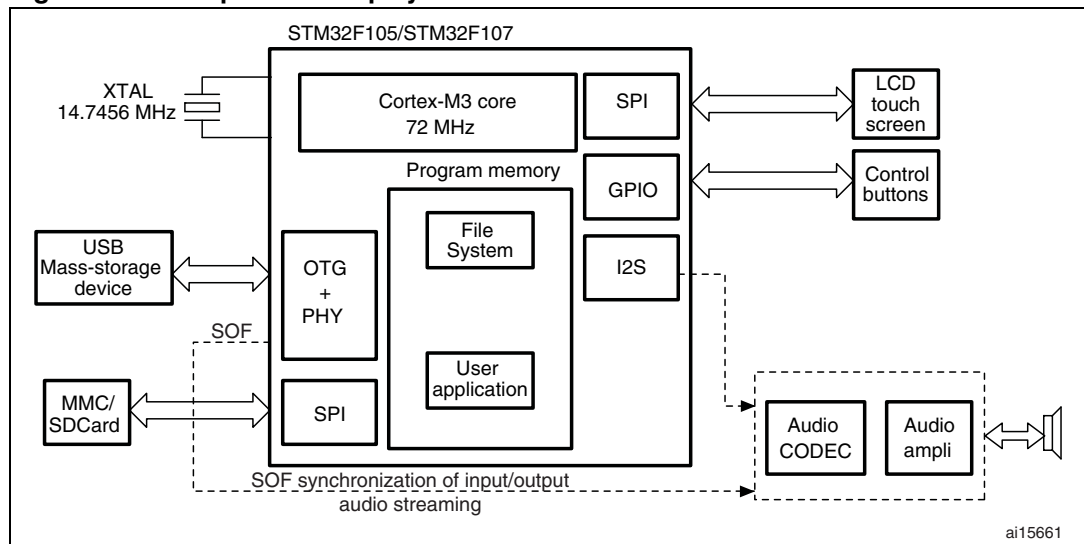 STM32F105/STM32F107
XTAL
14.7456 MHz
Cortex-M3 core
72 MHz
SPI
LCD
touch
screen
Program memory
GPIO
Control
buttons
File
System
I2S
USB
Mass-storage
device
OTG
+
PHY
SOF
User
application
MMC/
SDCard
SPI
Audio
CODEC
Audio
ampli
SOF synchronization of input/output
audio streaming
ai15661